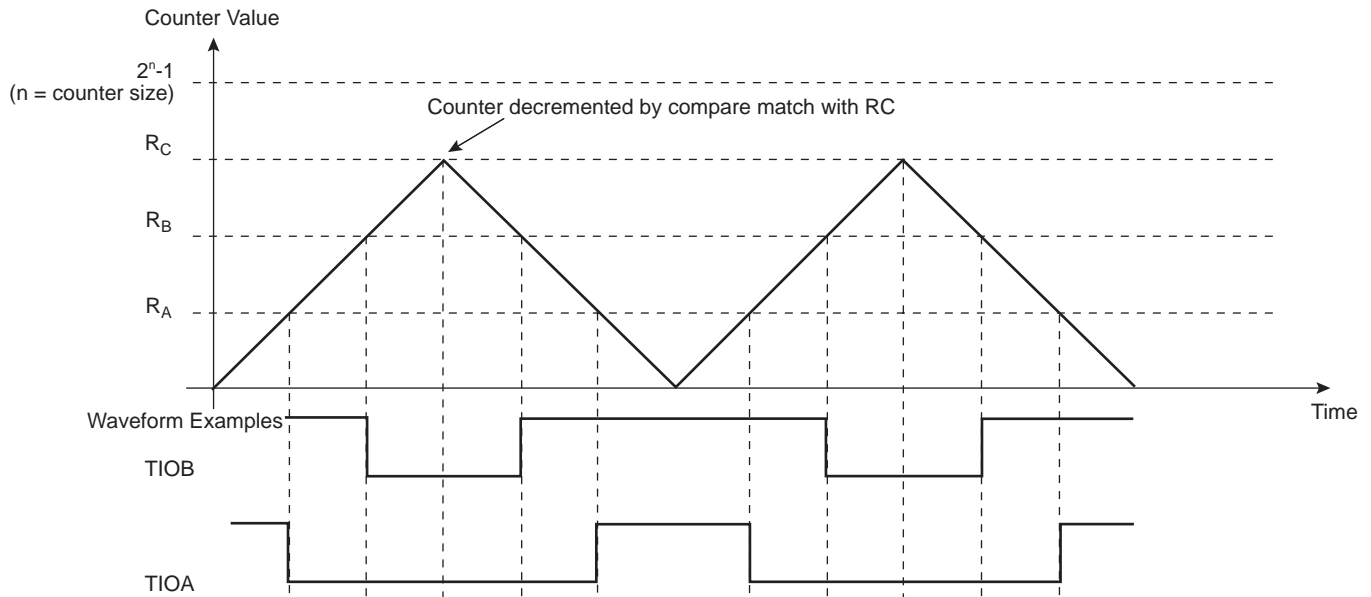 Counter Value
2ⁿ-1
(n = counter size)
Counter decremented by compare match with RC
R_C
R_B
R_A
Time
Waveform Examples
TIOB
TIOA